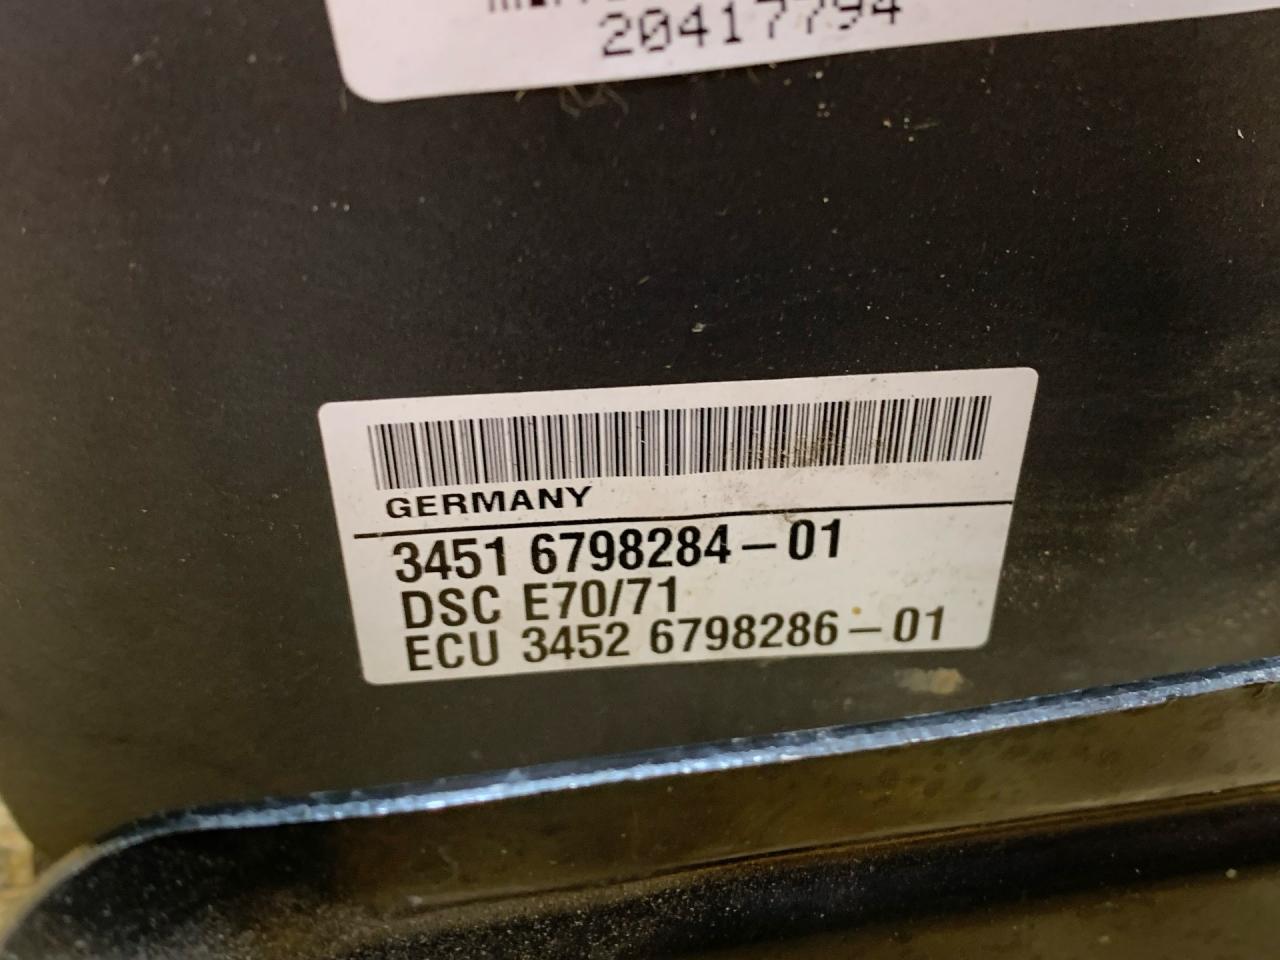 20417794
GERMANY
3451 6798284-01
DSC E70/71
ECU 3452 6798286-01